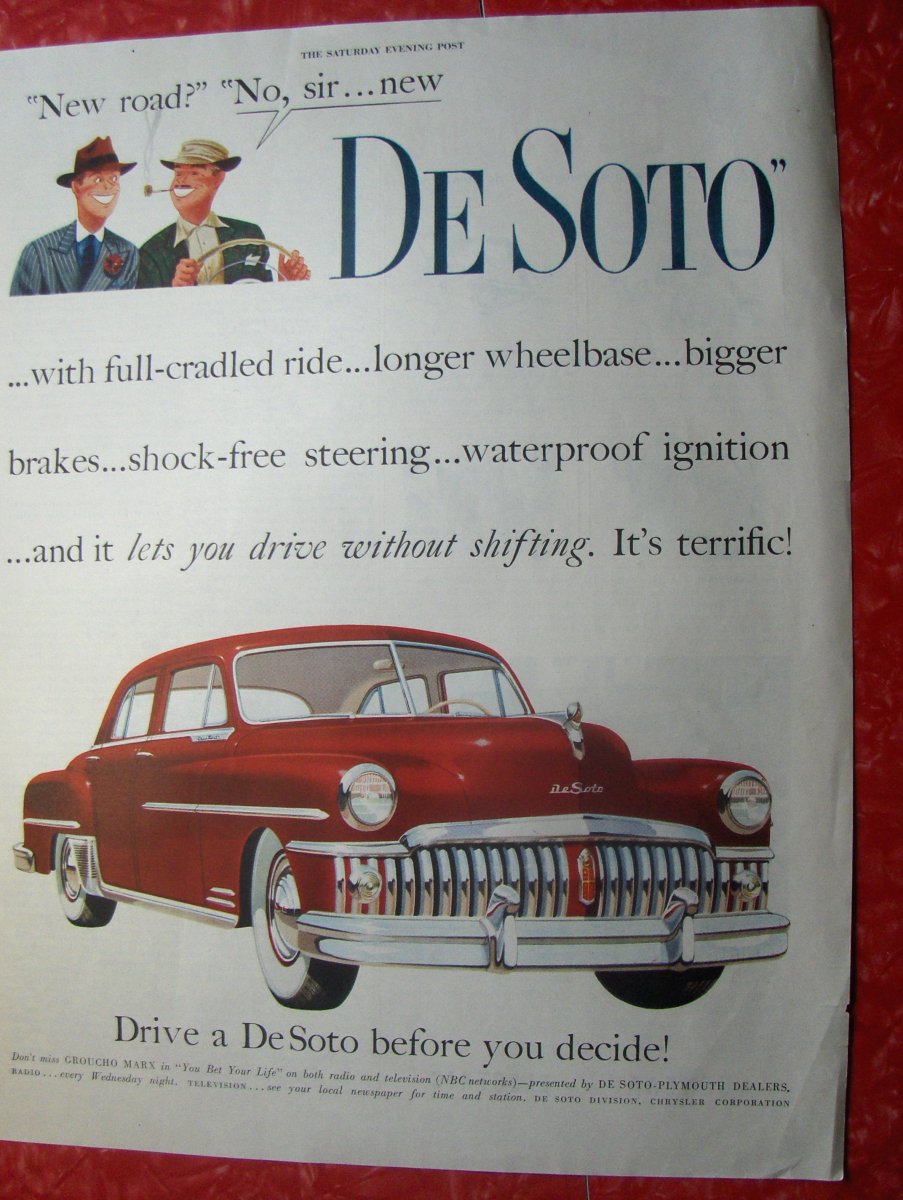 THE SATURDAY EVENING POST
"New road?" "No, sir...new
DE SOTO"
...with full-cradled ride...longer wheelbase...bigger
brakes...shock-free steering...waterproof ignition
...and it lets you drive without shifting. It's terrific!
DeSoto
Drive a DeSoto before you decide!
Don't miss GROUCHO MARX in "You Bet Your Life" on both radio and television (NBC networks)—presented by DE SOTO-PLYMOUTH DEALERS.
RADIO...every Wednesday night. TELEVISION...see your local newspaper for time and station. DE SOTO DIVISION, CHRYSLER CORPORATION